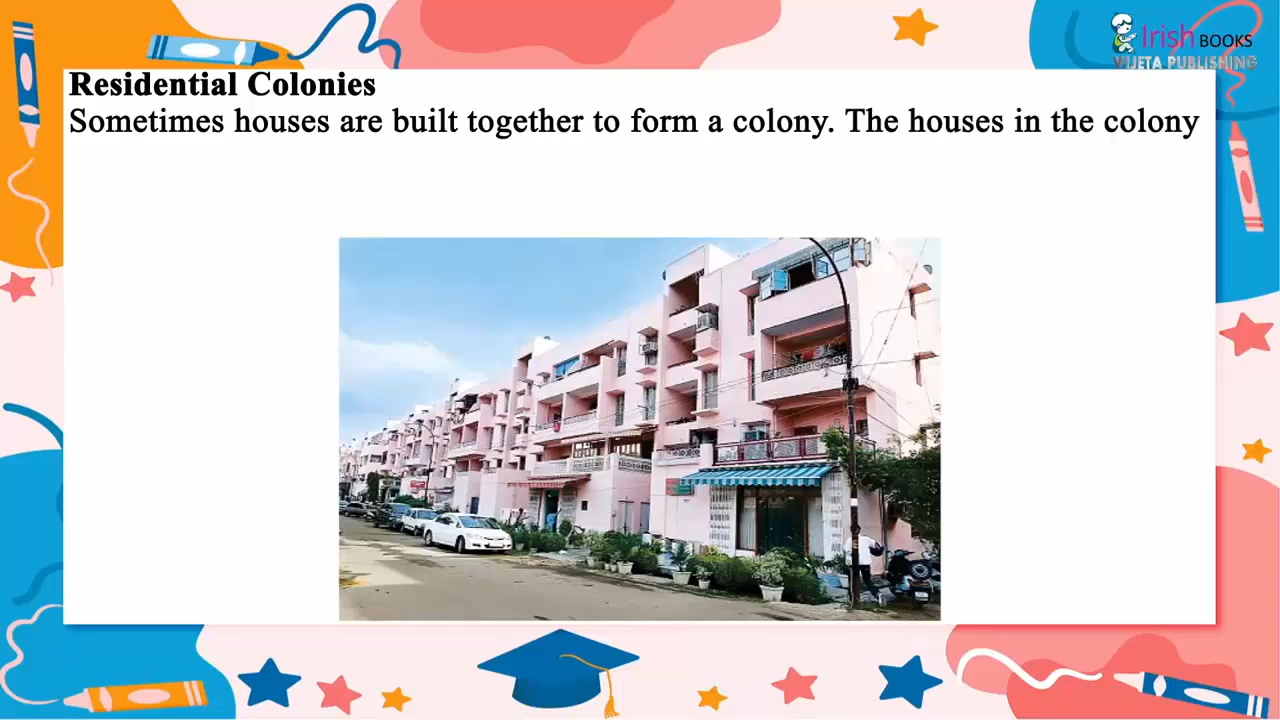 Irish BOOKS
VIJETA PUBLISHING
Residential Colonies
Sometimes houses are built together to form a colony. The houses in the colony